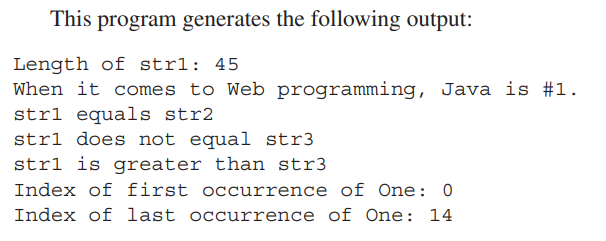 This program generates the following output:
Length of str1: 45
When it comes to Web programming, Java is #1.
str1 equals str2
str1 does not equal str3
str1 is greater than str3
Index of first occurrence of One: 0
Index of last occurrence of One: 14